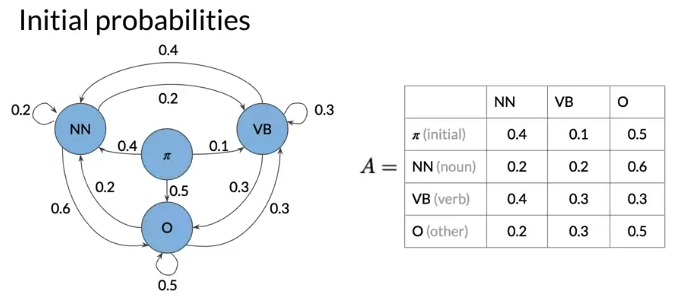 Initial probabilities
0.4
0.2
0.2
0.3
NN
VB
0.4
π
0.1
0.2
0.5
0.3
0.6
0.3
O
0.5
A =
NN VB O
π (initial) 0.4 0.1 0.5
NN (noun) 0.2 0.2 0.6
VB (verb) 0.4 0.3 0.3
O (other) 0.2 0.3 0.5